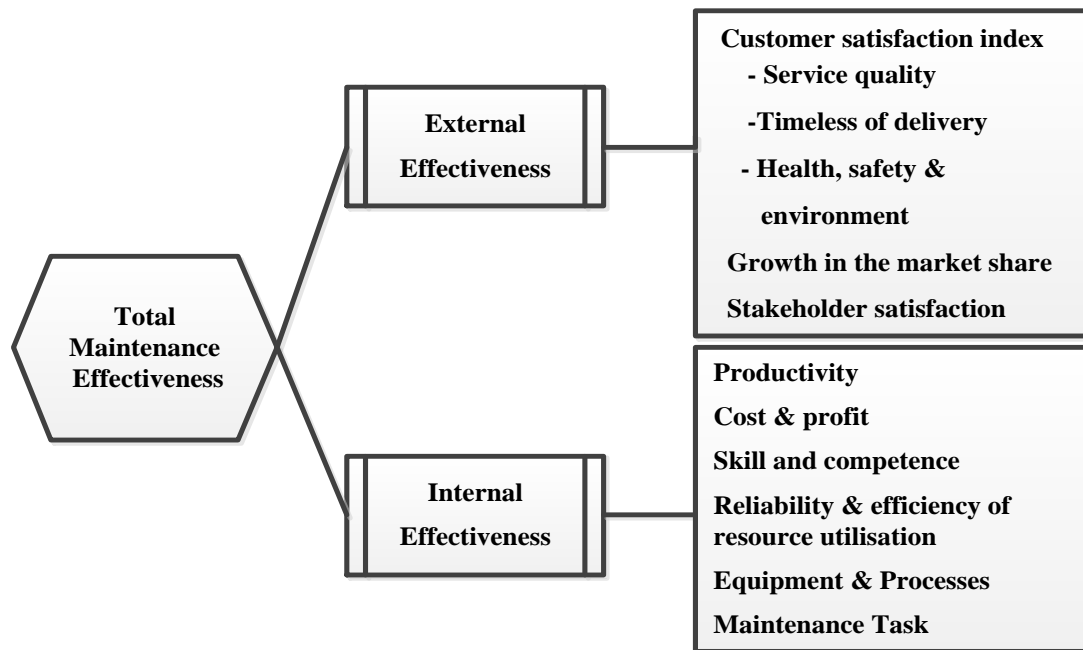 Total
Maintenance
Effectiveness
External
Effectiveness
Customer satisfaction index
- Service quality
-Timeless of delivery
- Health, safety &
environment
Growth in the market share
Stakeholder satisfaction
Internal
Effectiveness
Productivity
Cost & profit
Skill and competence
Reliability & efficiency of
resource utilisation
Equipment & Processes
Maintenance Task